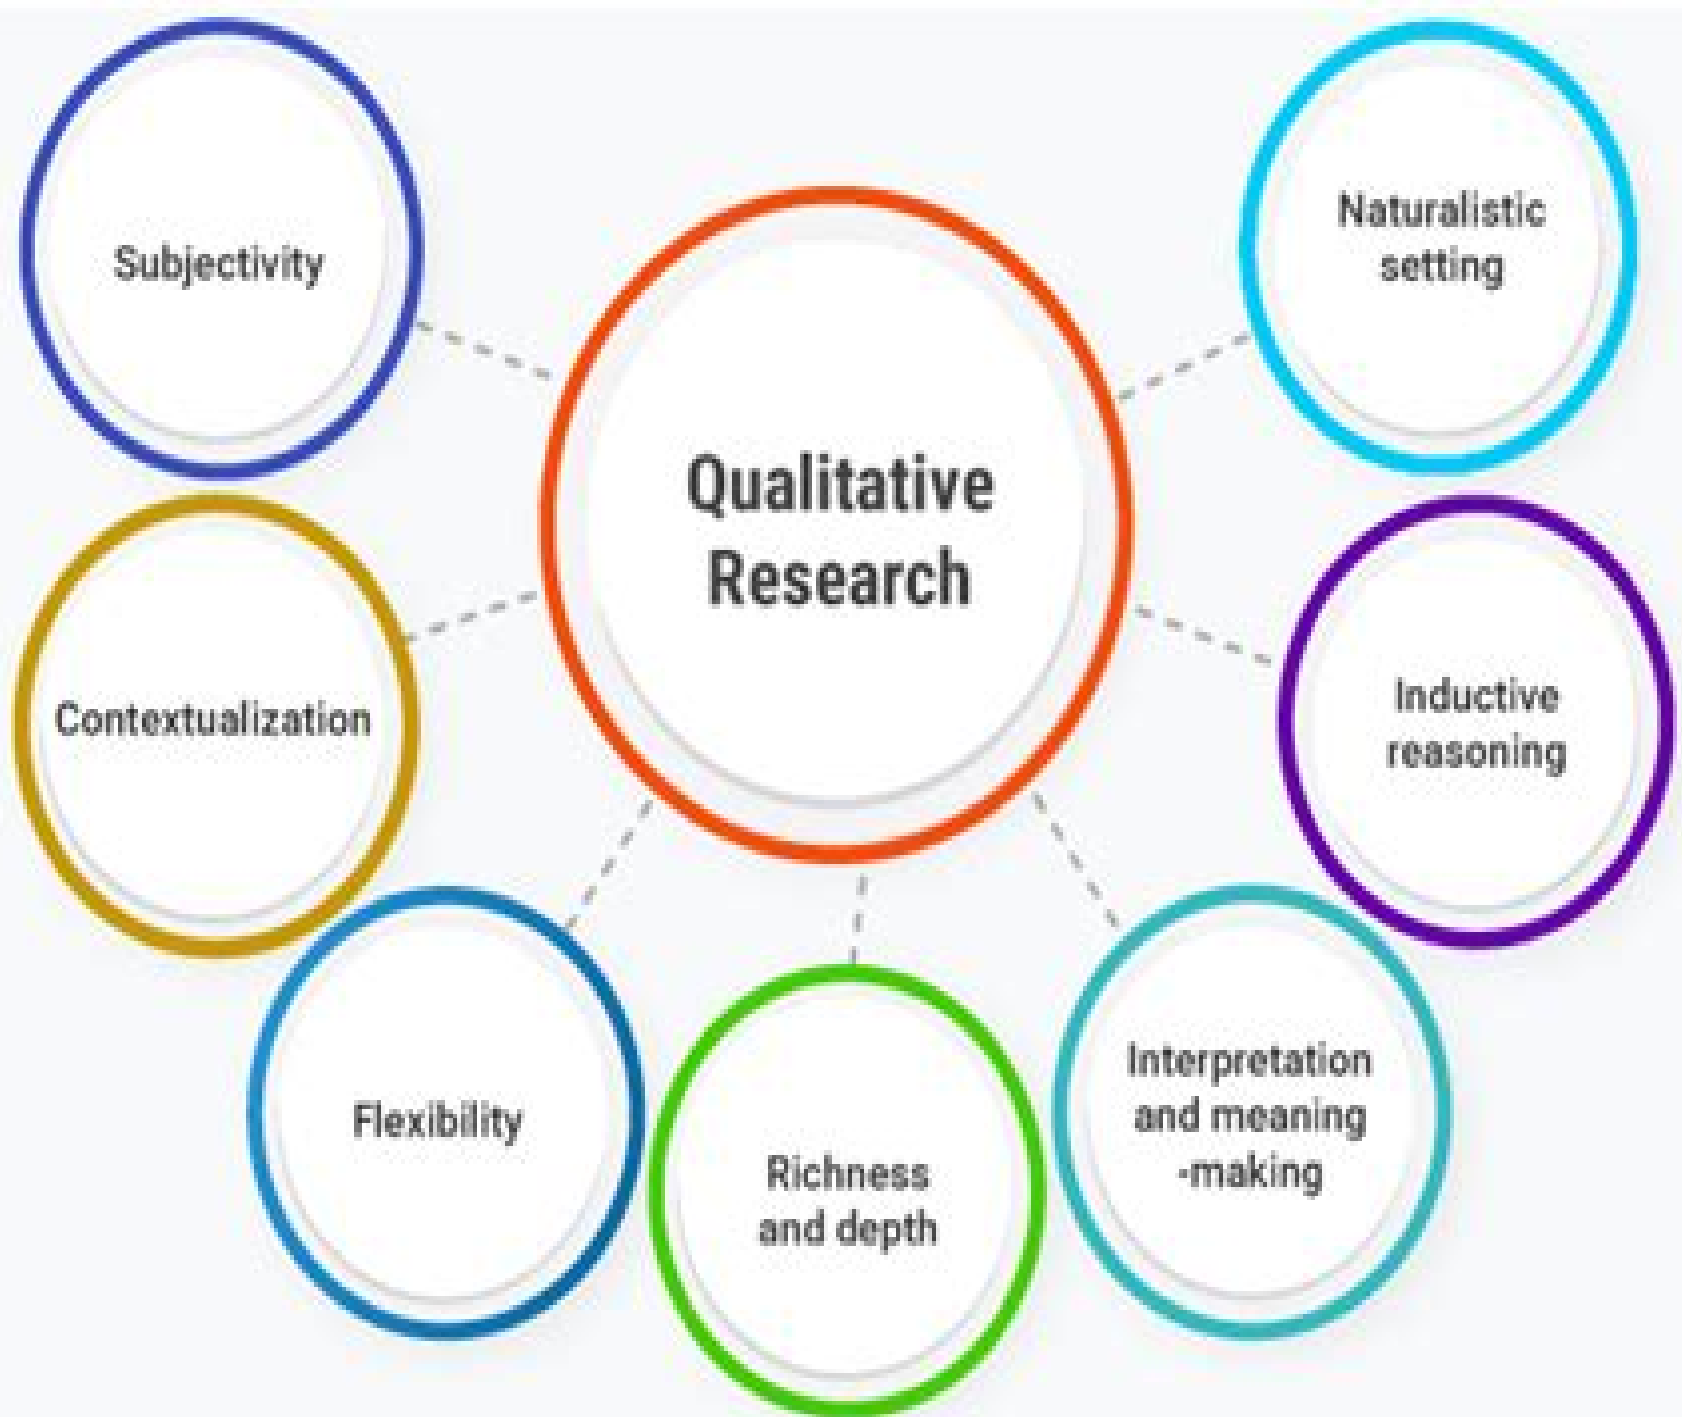 Subjectivity
Naturalistic
setting
Qualitative
Research
Contextualization
Inductive
reasoning
Flexibility
Richness
and depth
Interpretation
and meaning
-making